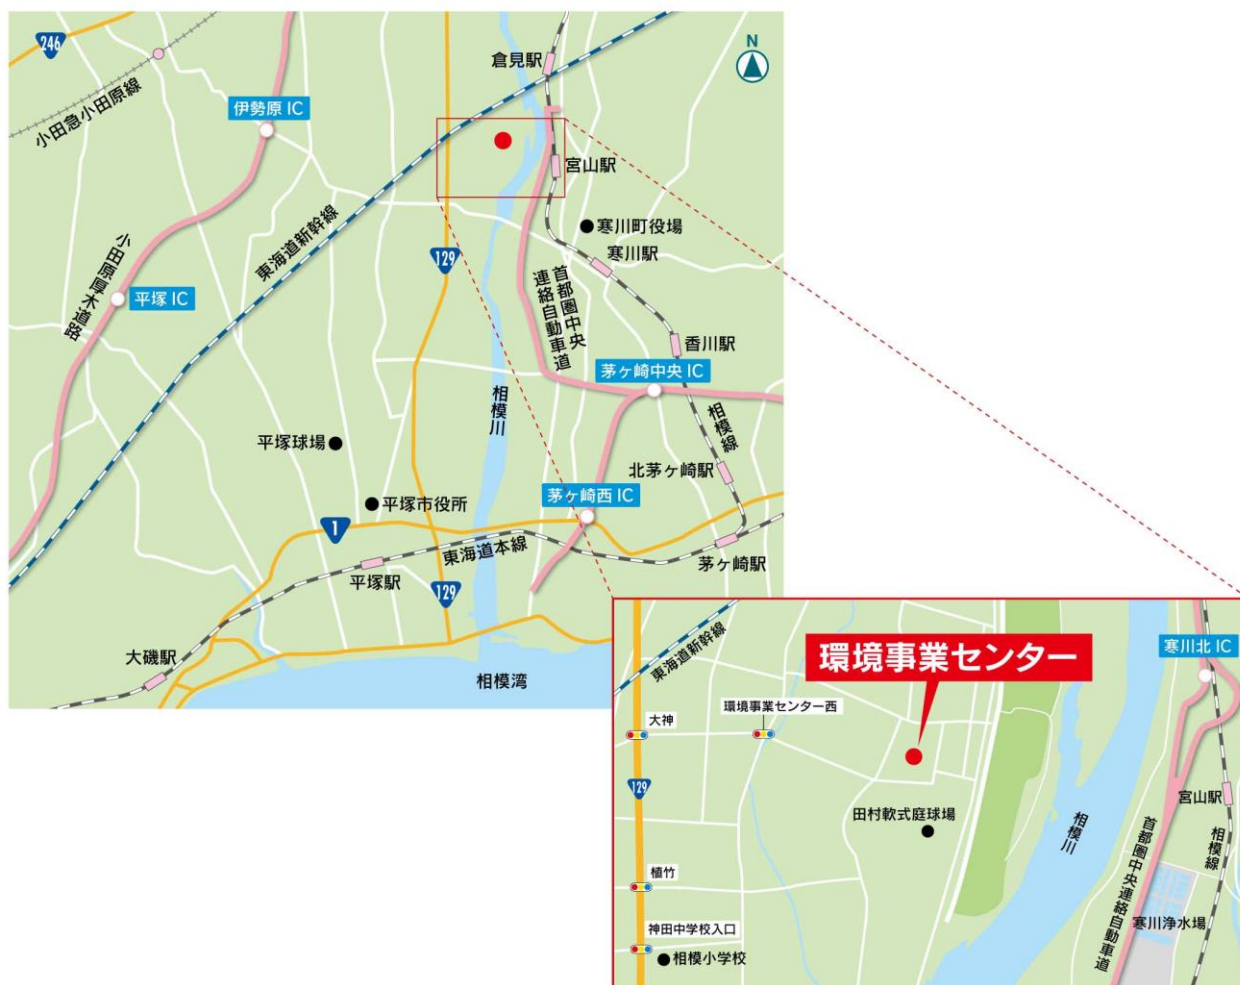 246
小田急小田原線
伊勢原 IC
倉見駅
N
宮山駅
寒川町役場
寒川駅
東海道新幹線
129
小田原厚木道路
平塚 IC
首都圏中央
連絡自動車道
香川駅
茅ヶ崎中央 IC
相模川
相模線
平塚球場
北茅ヶ崎駅
平塚市役所
茅ヶ崎西 IC
1
東海道本線
平塚駅
129
茅ヶ崎駅
大磯駅
相模湾
東海道新幹線
環境事業センター
寒川北 IC
大神
環境事業センター西
129
田村軟式庭球場
宮山駅
相模川
相模線
首都圏中央連絡自動車道
植竹
寒川浄水場
神田中学校入口
相模小学校